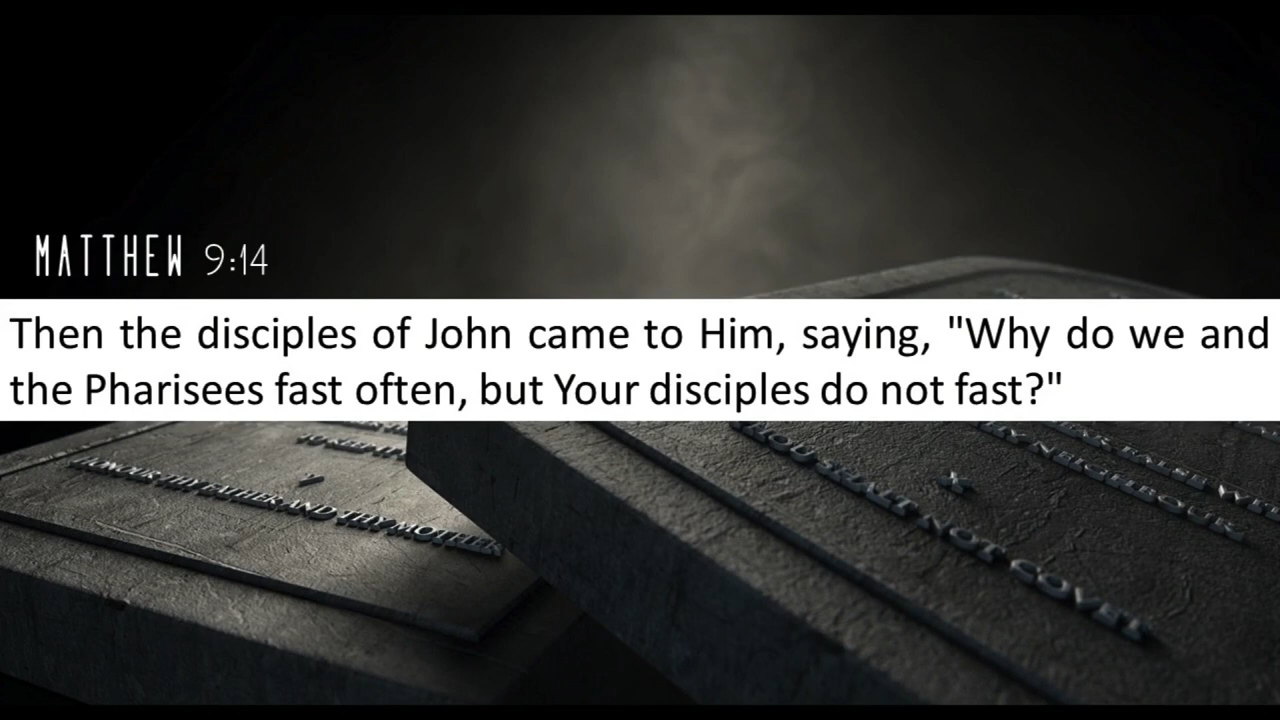 MATTHEW 9:14
Then the disciples of John came to Him, saying, "Why do we and
the Pharisees fast often, but Your disciples do not fast?"
HONOUR THY FATHER AND THY MOTHER
THOU SHALT NOT COVET
X
THY NEIGHBOUR